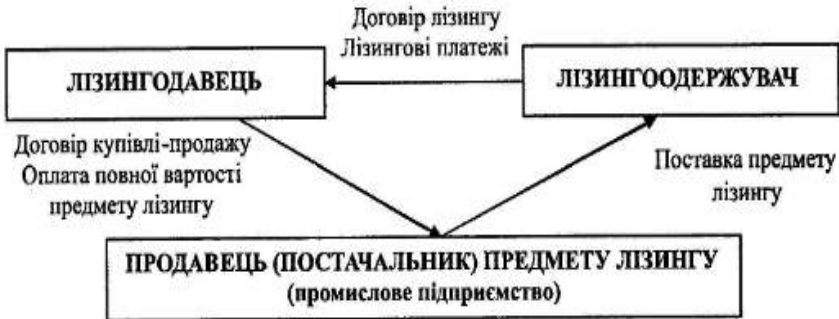 Договір лізингу
Лізингові платежі
ЛІЗИНГОДАВЕЦЬ
ЛІЗИНГООДЕРЖУВАЧ
Договір купівлі-продажу
Оплата повної вартості
предмету лізингу
Поставка предмету
лізингу
ПРОДАВЕЦЬ (ПОСТАЧАЛЬНИК) ПРЕДМЕТУ ЛІЗИНГУ
(промислове підприємство)